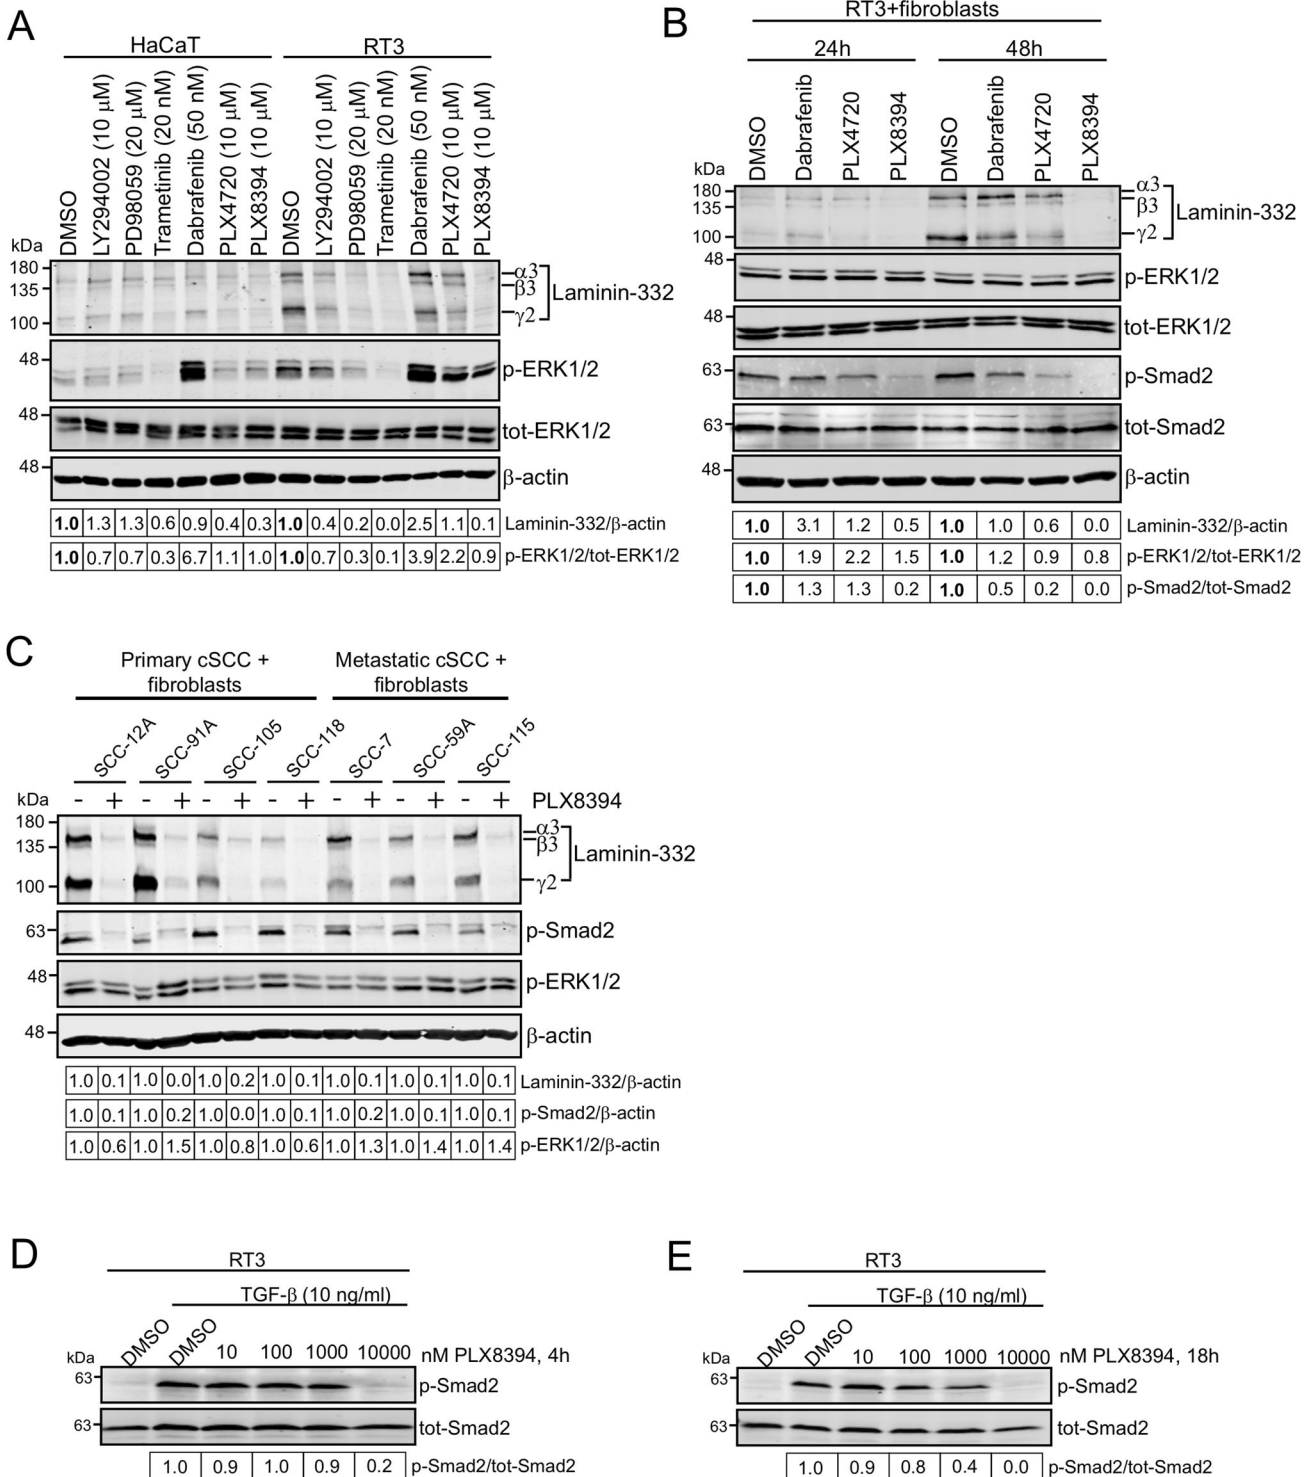 A
HaCaT RT3
DMSO LY294002 (10 μM) PD98059 (20 μM) Trametinib (20 nM) Dabrafenib (50 nM) PLX4720 (10 μM) PLX8394 (10 μM) DMSO LY294002 (10 μM) PD98059 (20 μM) Trametinib (20 nM) Dabrafenib (50 nM) PLX4720 (10 μM) PLX8394 (10 μM)
kDa
180 α3
135 β3 Laminin-332
100 γ2
48 p-ERK1/2
48 tot-ERK1/2
48 β-actin
1.0 1.3 1.3 0.6 0.9 0.4 0.3 1.0 0.4 0.2 0.0 2.5 1.1 0.1 Laminin-332/β-actin
1.0 0.7 0.7 0.3 6.7 1.1 1.0 1.0 0.7 0.3 0.1 3.9 2.2 0.9 p-ERK1/2/tot-ERK1/2
B
RT3+fibroblasts
24h 48h
DMSO Dabrafenib PLX4720 PLX8394 DMSO Dabrafenib PLX4720 PLX8394
kDa
180 α3
135 β3 Laminin-332
100 γ2
48 p-ERK1/2
48 tot-ERK1/2
63 p-Smad2
63 tot-Smad2
48 β-actin
1.0 3.1 1.2 0.5 1.0 1.0 0.6 0.0 Laminin-332/β-actin
1.0 1.9 2.2 1.5 1.0 1.2 0.9 0.8 p-ERK1/2/tot-ERK1/2
1.0 1.3 1.3 0.2 1.0 0.5 0.2 0.0 p-Smad2/tot-Smad2
C
Primary cSCC + Metastatic cSCC +
fibroblasts fibroblasts
SCC-12A SCC-91A SCC-105 SCC-118 SCC-7 SCC-59A SCC-115
kDa - + - + - + - + - + - + - + PLX8394
180 α3
135 β3 Laminin-332
100 γ2
63 p-Smad2
48 p-ERK1/2
48 β-actin
1.0 0.1 1.0 0.0 1.0 0.2 1.0 0.1 1.0 0.1 1.0 0.1 1.0 0.1 Laminin-332/β-actin
1.0 0.1 1.0 0.2 1.0 0.0 1.0 0.1 1.0 0.2 1.0 0.1 1.0 0.1 p-Smad2/β-actin
1.0 0.6 1.0 1.5 1.0 0.8 1.0 0.6 1.0 1.3 1.0 1.4 1.0 1.4 p-ERK1/2/β-actin
D
RT3
TGF-β (10 ng/ml)
DMSO DMSO 10 100 1000 10000 nM PLX8394, 4h
kDa
63 p-Smad2
63 tot-Smad2
1.0 0.9 1.0 0.9 0.2 p-Smad2/tot-Smad2
E
RT3
TGF-β (10 ng/ml)
DMSO DMSO 10 100 1000 10000 nM PLX8394, 18h
kDa
63 p-Smad2
63 tot-Smad2
1.0 0.9 0.8 0.4 0.0 p-Smad2/tot-Smad2